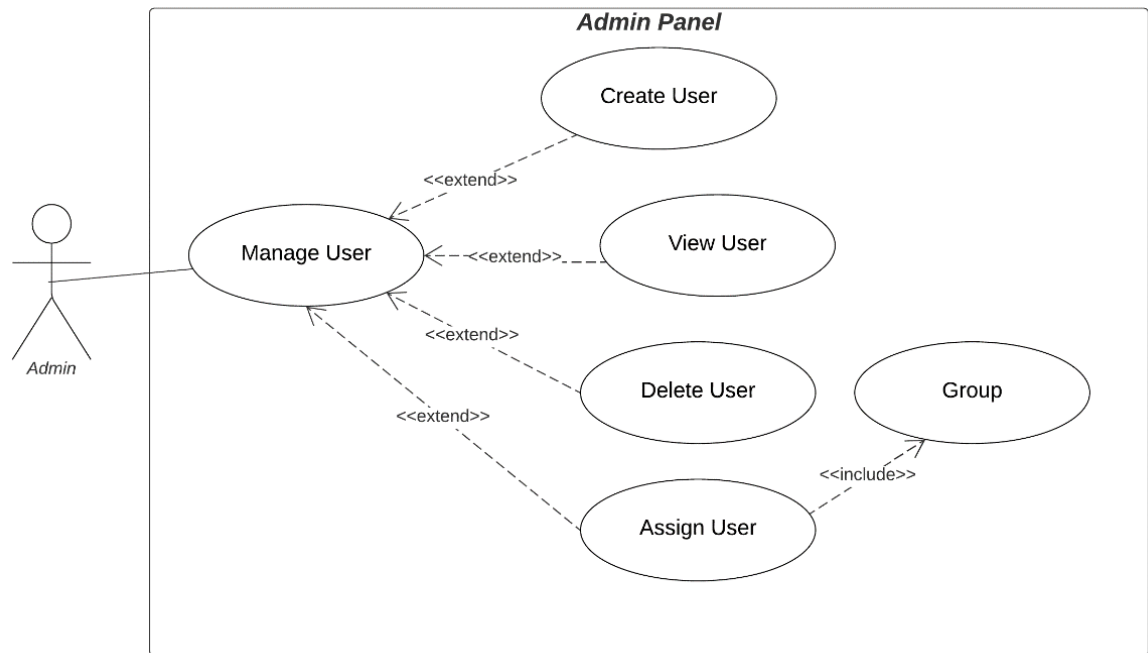 Admin Panel
Create User
<<extend>>
Manage User
View User
<<extend>>
<<extend>>
Admin
Delete User
Group
<<extend>>
<<include>>
Assign User